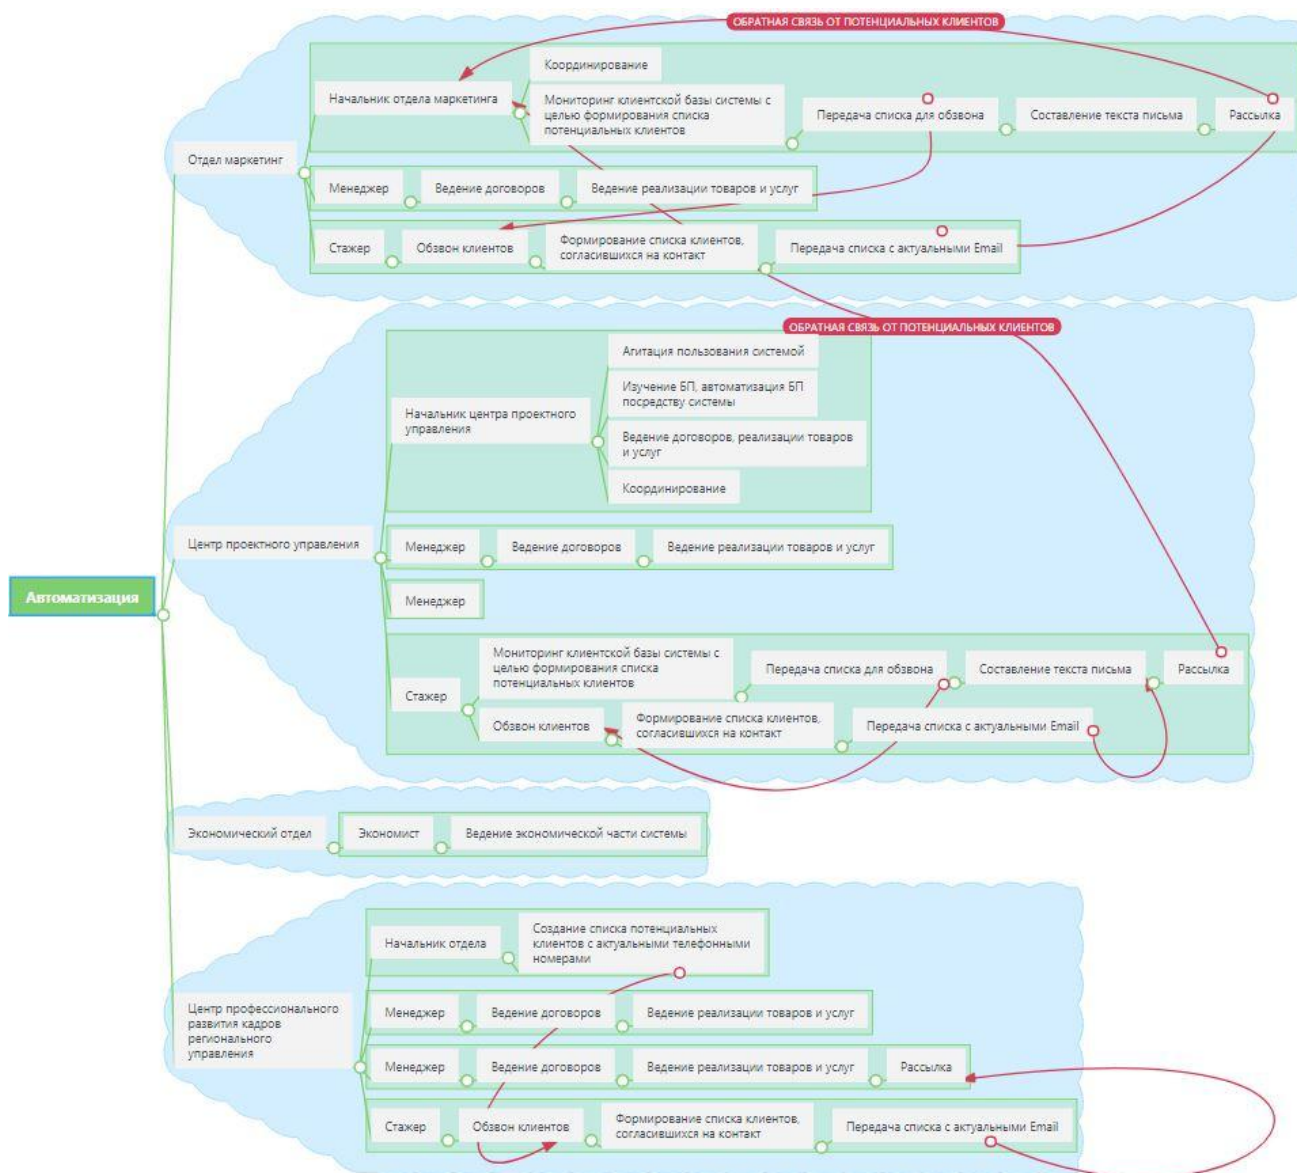 ОБРАТНАЯ СВЯЗЬ ОТ ПОТЕНЦИАЛЬНЫХ КЛИЕНТОВ
Координирование
Начальник отдела маркетинга
Мониторинг клиентской базы системы с
целью формирования списка
потенциальных клиентов
Передача списка для обзвона
Составление текста письма
Рассылка
Отдел маркетинг
Менеджер
Ведение договоров
Ведение реализации товаров и услуг
Стажер
Обзвон клиентов
Формирование списка клиентов,
согласившихся на контакт
Передача списка с актуальными Email
ОБРАТНАЯ СВЯЗЬ ОТ ПОТЕНЦИАЛЬНЫХ КЛИЕНТОВ
Агитация пользования системой
Изучение БП, автоматизация БП
посредству системы
Начальник центра проектного
управления
Ведение договоров, реализации товаров
и услуг
Координирование
Центр проектного управления
Менеджер
Ведение договоров
Ведение реализации товаров и услуг
Автоматизация
Менеджер
Мониторинг клиентской базы системы с
целью формирования списка
потенциальных клиентов
Передача списка для обзвона
Составление текста письма
Рассылка
Стажер
Обзвон клиентов
Формирование списка клиентов,
согласившихся на контакт
Передача списка с актуальными Email
Экономический отдел
Экономист
Ведение экономической части системы
Начальник отдела
Создание списка потенциальных
клиентов с актуальными телефонными
номерами
Центр профессионального
развития кадров
регионального
управления
Менеджер
Ведение договоров
Ведение реализации товаров и услуг
Менеджер
Ведение договоров
Ведение реализации товаров и услуг
Рассылка
Стажер
Обзвон клиентов
Формирование списка клиентов,
согласившихся на контакт
Передача списка с актуальными Email